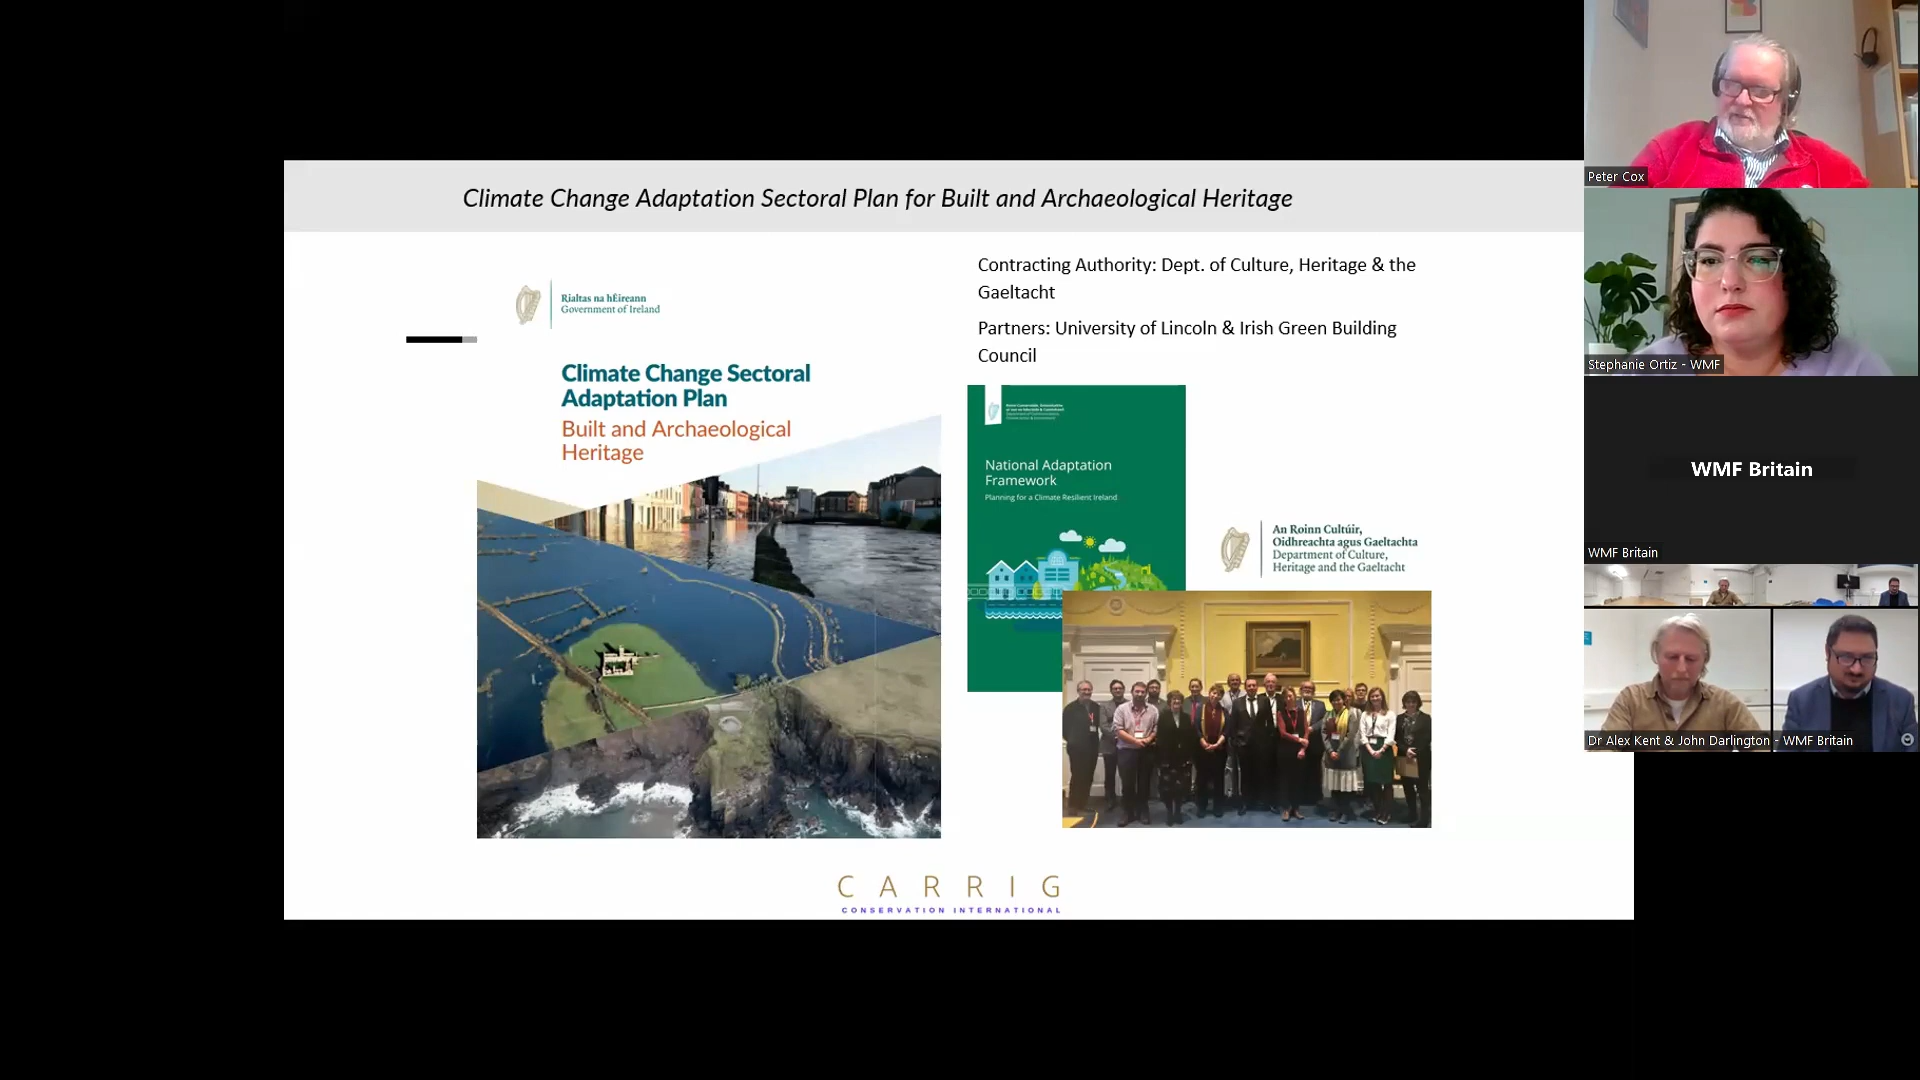 Climate Change Adaptation Sectoral Plan for Built and Archaeological Heritage
Rialtas na hÉireann
Government of Ireland
Climate Change Sectoral
Adaptation Plan
Built and Archaeological
Heritage
Contracting Authority: Dept. of Culture, Heritage & the
Gaeltacht
Partners: University of Lincoln & Irish Green Building
Council
National Adaptation
Framework
Planning for a Climate Resilient Ireland
An Roinn Cultúir,
Oidhreachta agus Gaeltachta
Department of Culture,
Heritage and the Gaeltacht
CARRIG
CONSERVATION INTERNATIONAL
Peter Cox
Stephanie Ortiz - WMF
WMF Britain
WMF Britain
Dr Alex Kent & John Darlington - WMF Britain